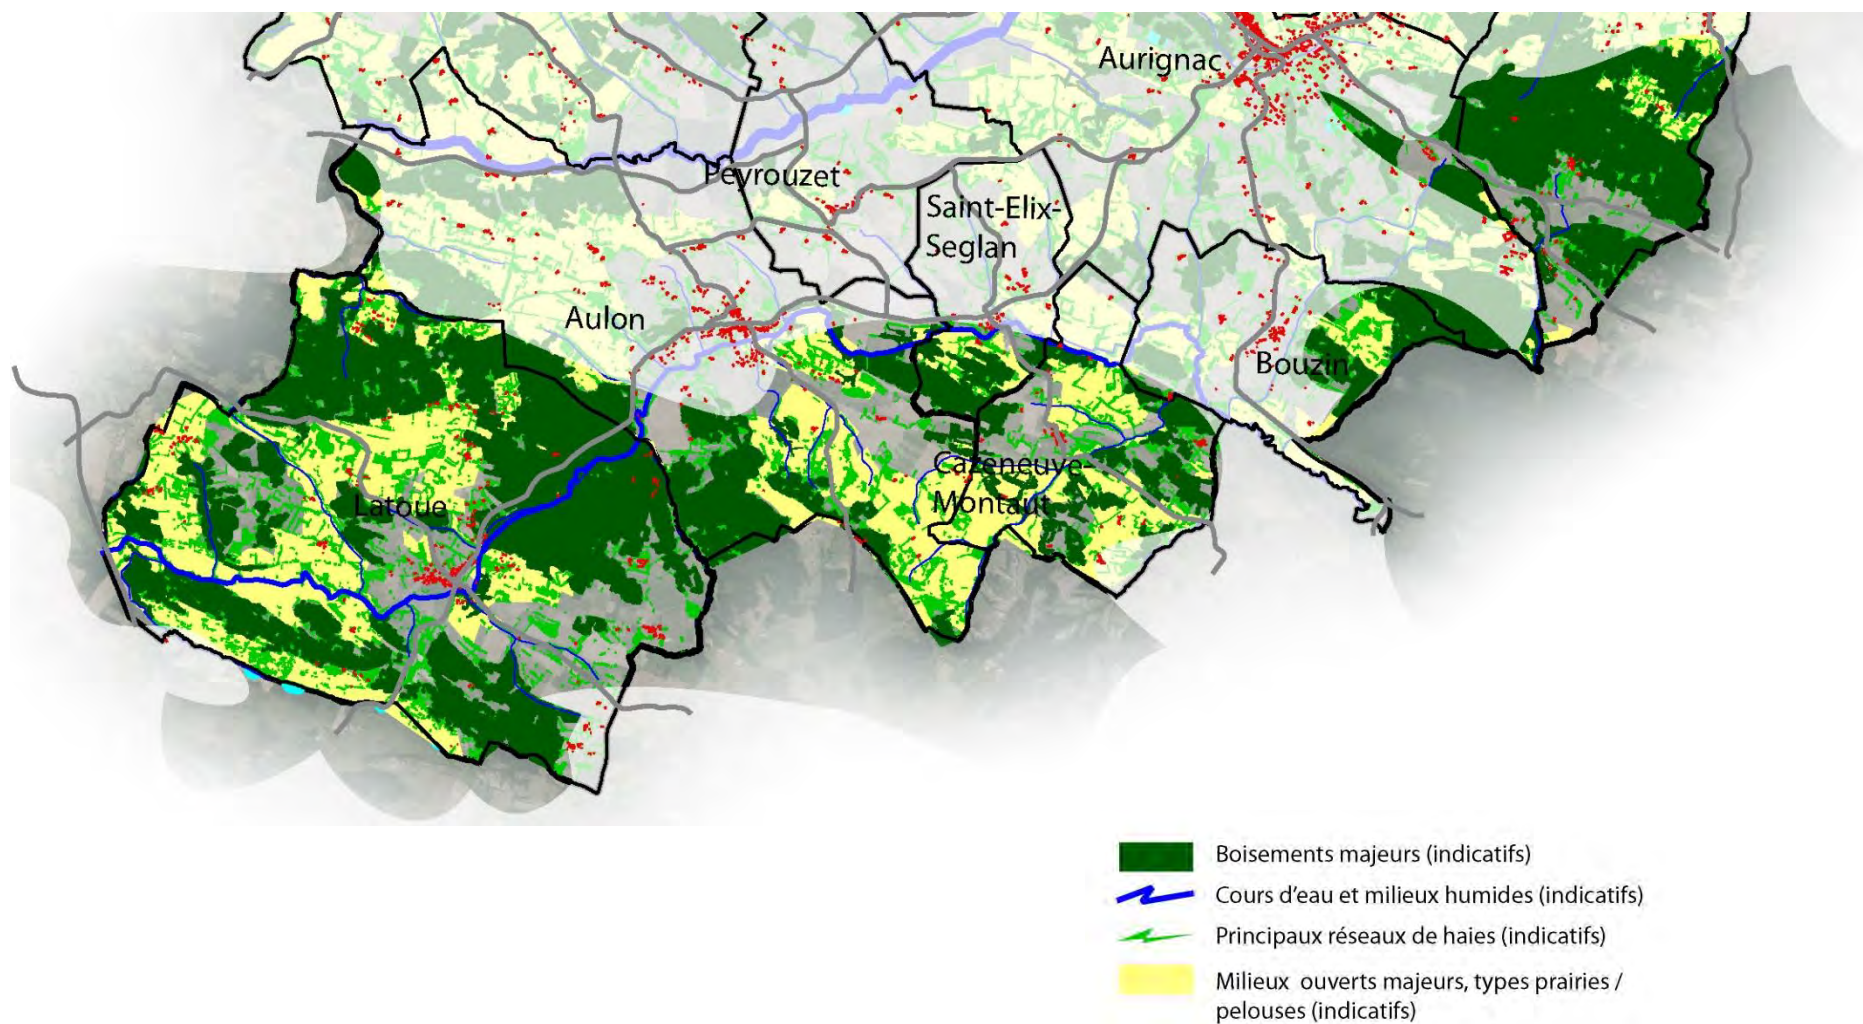 Aurignac
Peyrouzet
Saint-Elix-
Seglan
Aulon
Bouzin
Cazeneuve-
Montaut
Latoue
Boisements majeurs (indicatifs)
Cours d'eau et milieux humides (indicatifs)
Principaux réseaux de haies (indicatifs)
Milieux ouverts majeurs, types prairies /
pelouses (indicatifs)